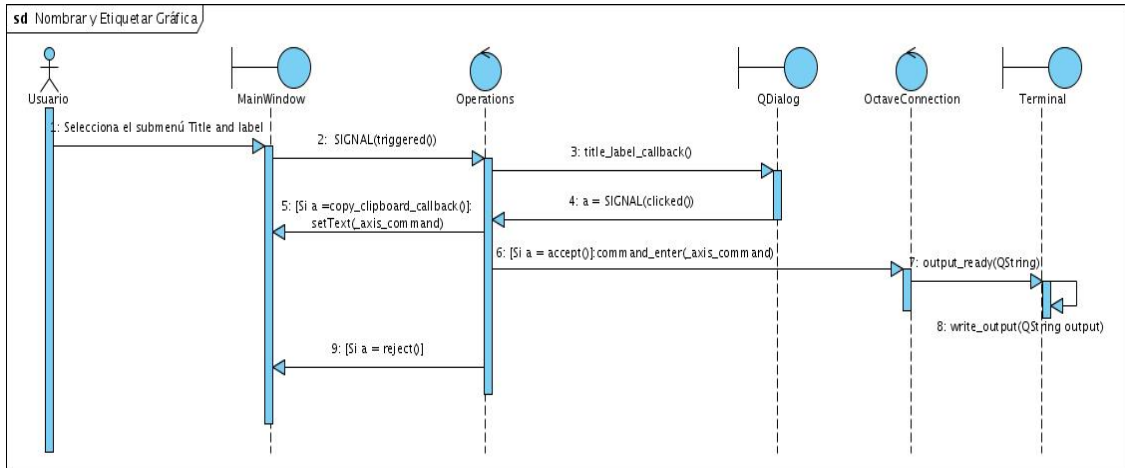 sd Nombrar y Etiquetar Gráfica
Usuario
MainWindow
Operations
QDialog
OctaveConnection
Terminal
1: Selecciona el submenú Title and label
2: SIGNAL(triggered())
3: title_label_callback()
4: a = SIGNAL(clicked())
5: [Si a =copy_clipboard_callback()]:
setText(_axis_command)
6: [Si a = accept()]:command_enter(_axis_command)
7: output_ready(QString)
8: write_output(QString output)
9: [Si a = reject()]